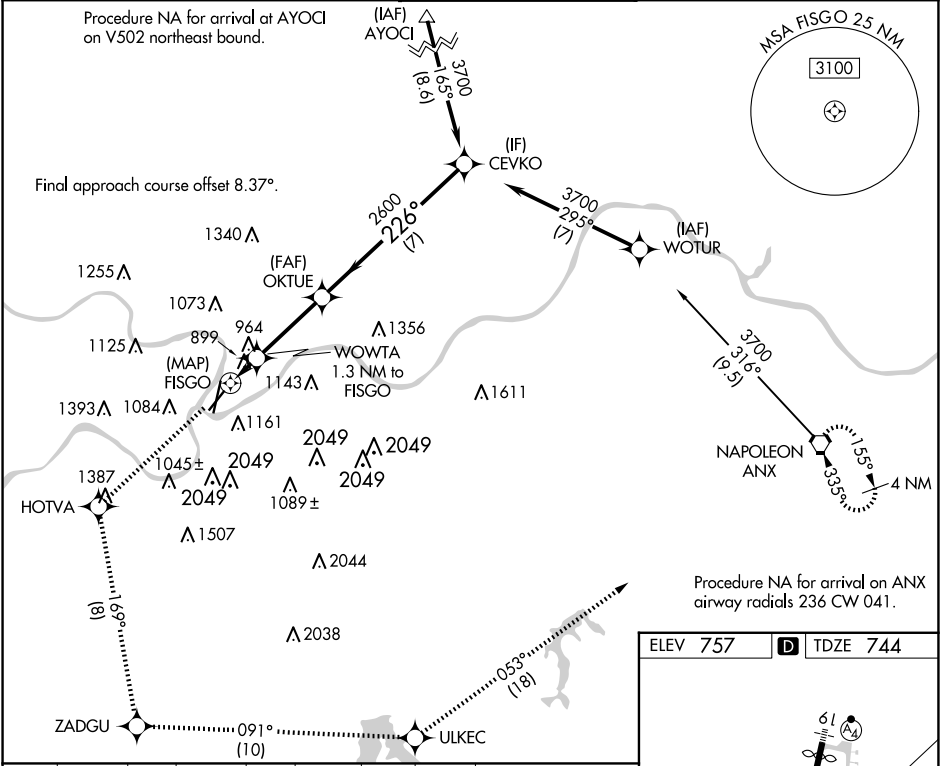 Procedure NA for arrival at AYOCI
on V502 northeast bound.
(IAF)
AYOCI
3700
165°
(8.6)
MSA FISGO 25 NM
3100
(IF)
CEVKO
Final approach course offset 8.37°.
2600
226°
(7)
3700
295°
(7)
(IAF)
WOTUR
1340
1255
(FAF)
OKTUE
1073
964
899
1356
1125
WOWTA
1.3 NM to
FISGO
(MAP)
FISGO
1143
1611
3700
316°
(9.5)
1393
1084
1161
2049
2049
2049
NAPOLEON
ANX
155°
335°
4 NM
1045±
2049
2049
1387
1089±
HOTVA
1507
2044
169°
(8)
Procedure NA for arrival on ANX
airway radials 236 CW 041.
2038
ELEV 757
D
TDZE 744
053°
(18)
ZADGU
091°
(10)
ULKEC
19
A4